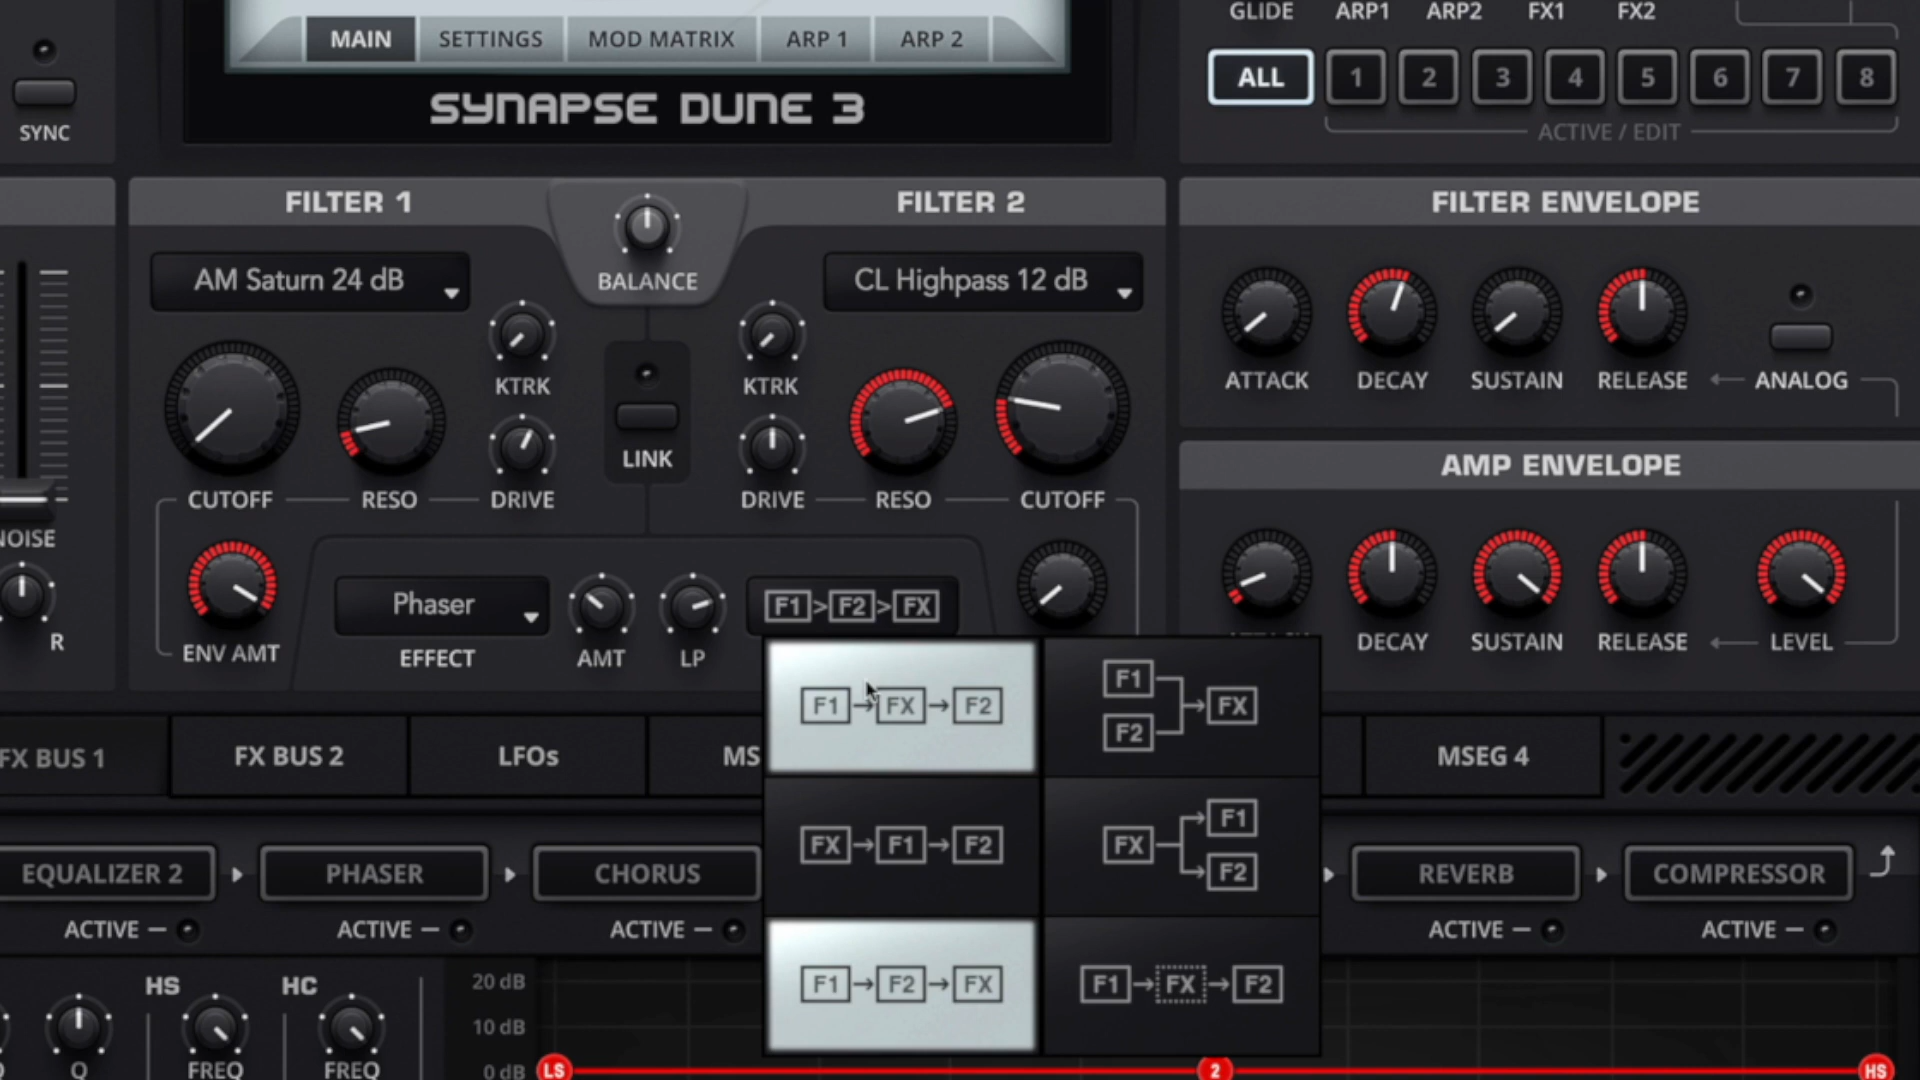 GLIDE ARP1 ARP2 FX1 FX2
MAIN SETTINGS MOD MATRIX ARP 1 ARP 2
ALL 1 2 3 4 5 6 7 8
SYNAPSE DUNE 3
SYNC
ACTIVE / EDIT
FILTER 1 FILTER 2 FILTER ENVELOPE
BALANCE
AM Saturn 24 dB CL Highpass 12 dB
KTRK KTRK
ATTACK DECAY SUSTAIN RELEASE ANALOG
LINK
AMP ENVELOPE
CUTOFF RESO DRIVE DRIVE RESO CUTOFF
NOISE
Phaser F1>F2>FX
R
ENV AMT EFFECT AMT LP
DECAY SUSTAIN RELEASE LEVEL
F1→FX→F2 F1 F2 → FX
FX BUS 1 FX BUS 2 LFOs MS MSEG 4
FX→F1→F2 FX → F1 F2
EQUALIZER 2 PHASER CHORUS REVERB COMPRESSOR
ACTIVE ACTIVE ACTIVE ACTIVE ACTIVE
F1→F2→FX F1→FX→F2
HS HC
20 dB
10 dB
0 dB
Q FREQ FREQ
LS 2 HS